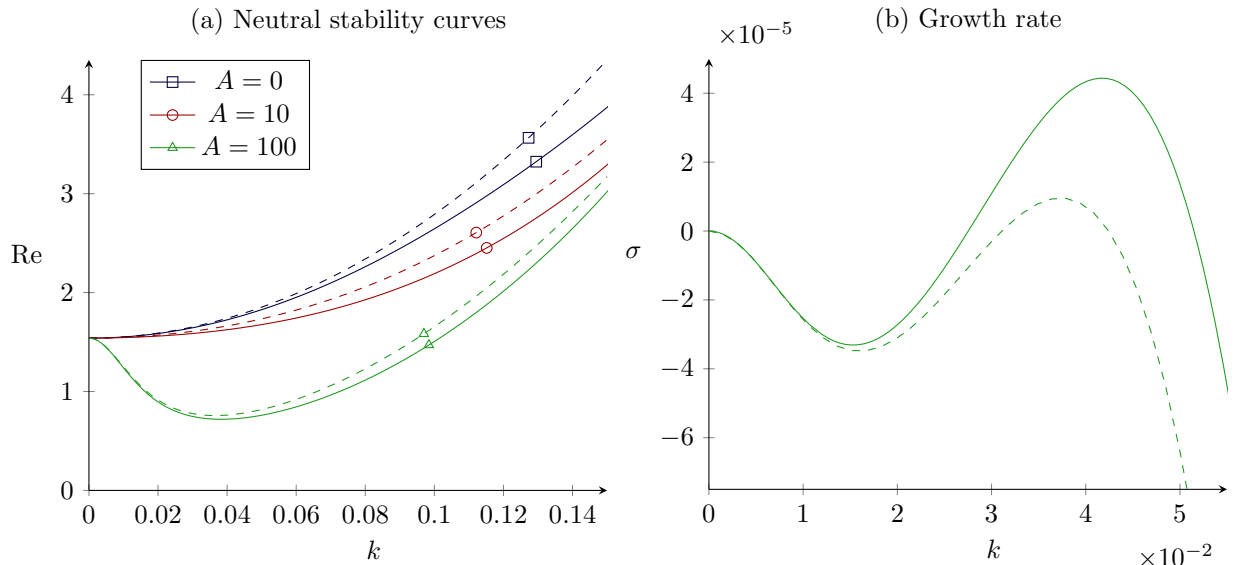 (a) Neutral stability curves
A = 0
A = 10
A = 100
Re
4
3
2
1
0
0 0.02 0.04 0.06 0.08 0.1 0.12 0.14
k
(b) Growth rate
×10⁻⁵
σ
4
2
0
−2
−4
−6
0 1 2 3 4 5
k
×10⁻²